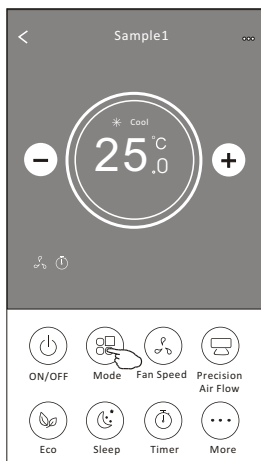 Sample1
Cool
25.0 °C
ON/OFF
Mode
Fan Speed
Precision
Air Flow
Eco
Sleep
Timer
More